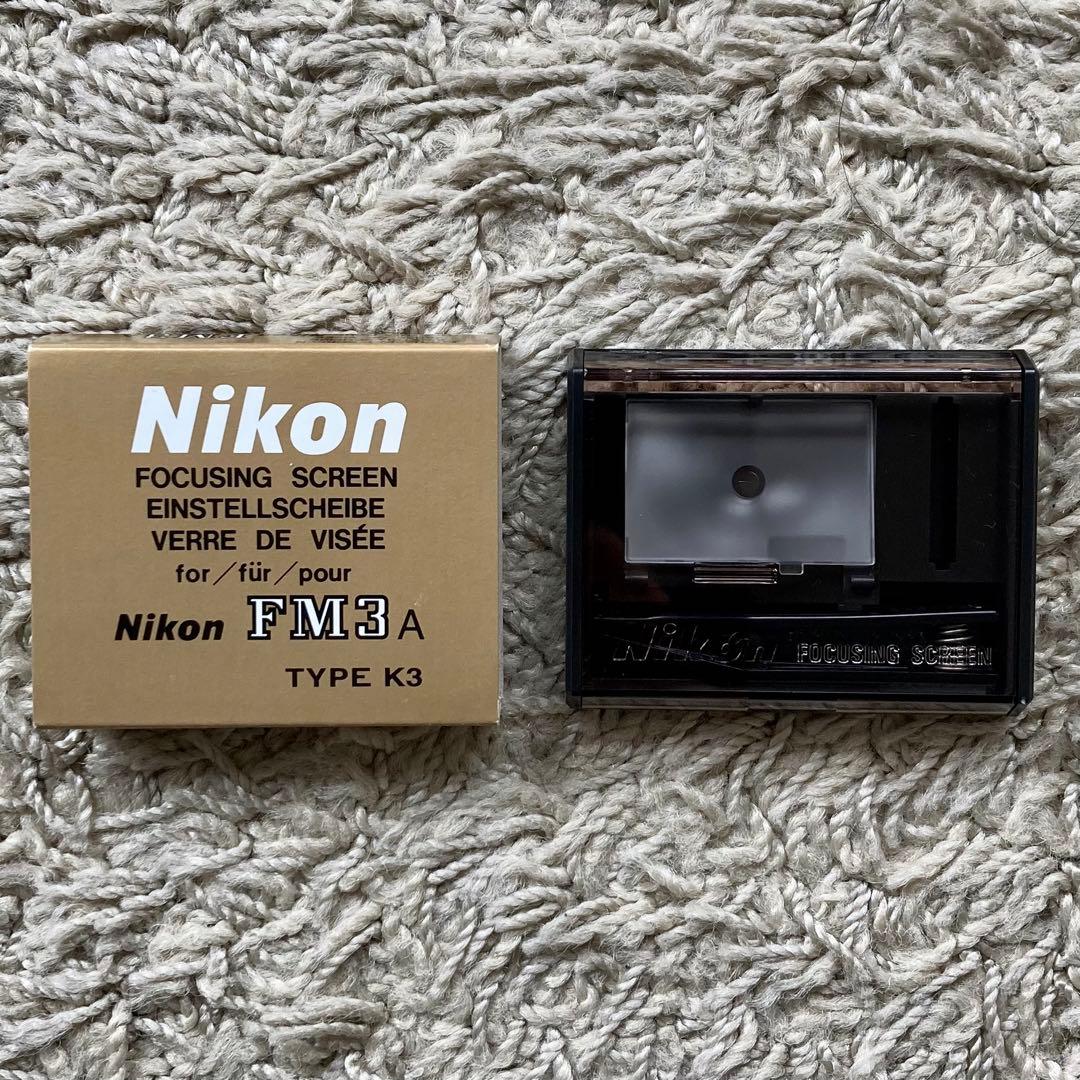 Nikon
FOCUSING SCREEN
EINSTELLSCHEIBE
VERRE DE VISÉE
for/für/pour
Nikon FM3A
TYPE K3
Nikon FOCUSING SCREEN